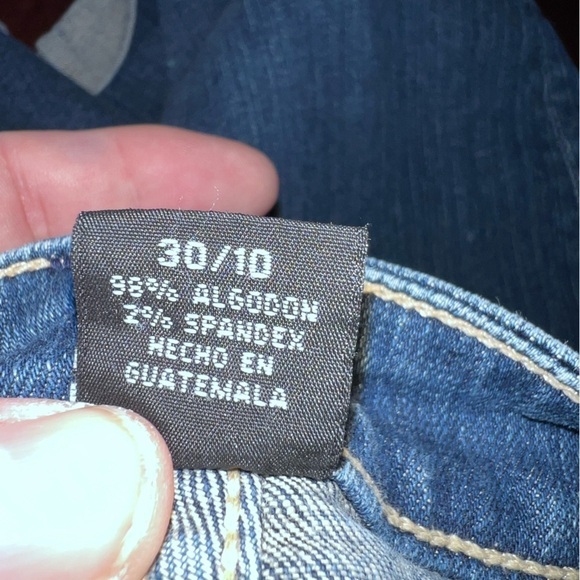 30/10
98% ALGODON
2% SPANDEX
HECHO EN
GUATEMALA